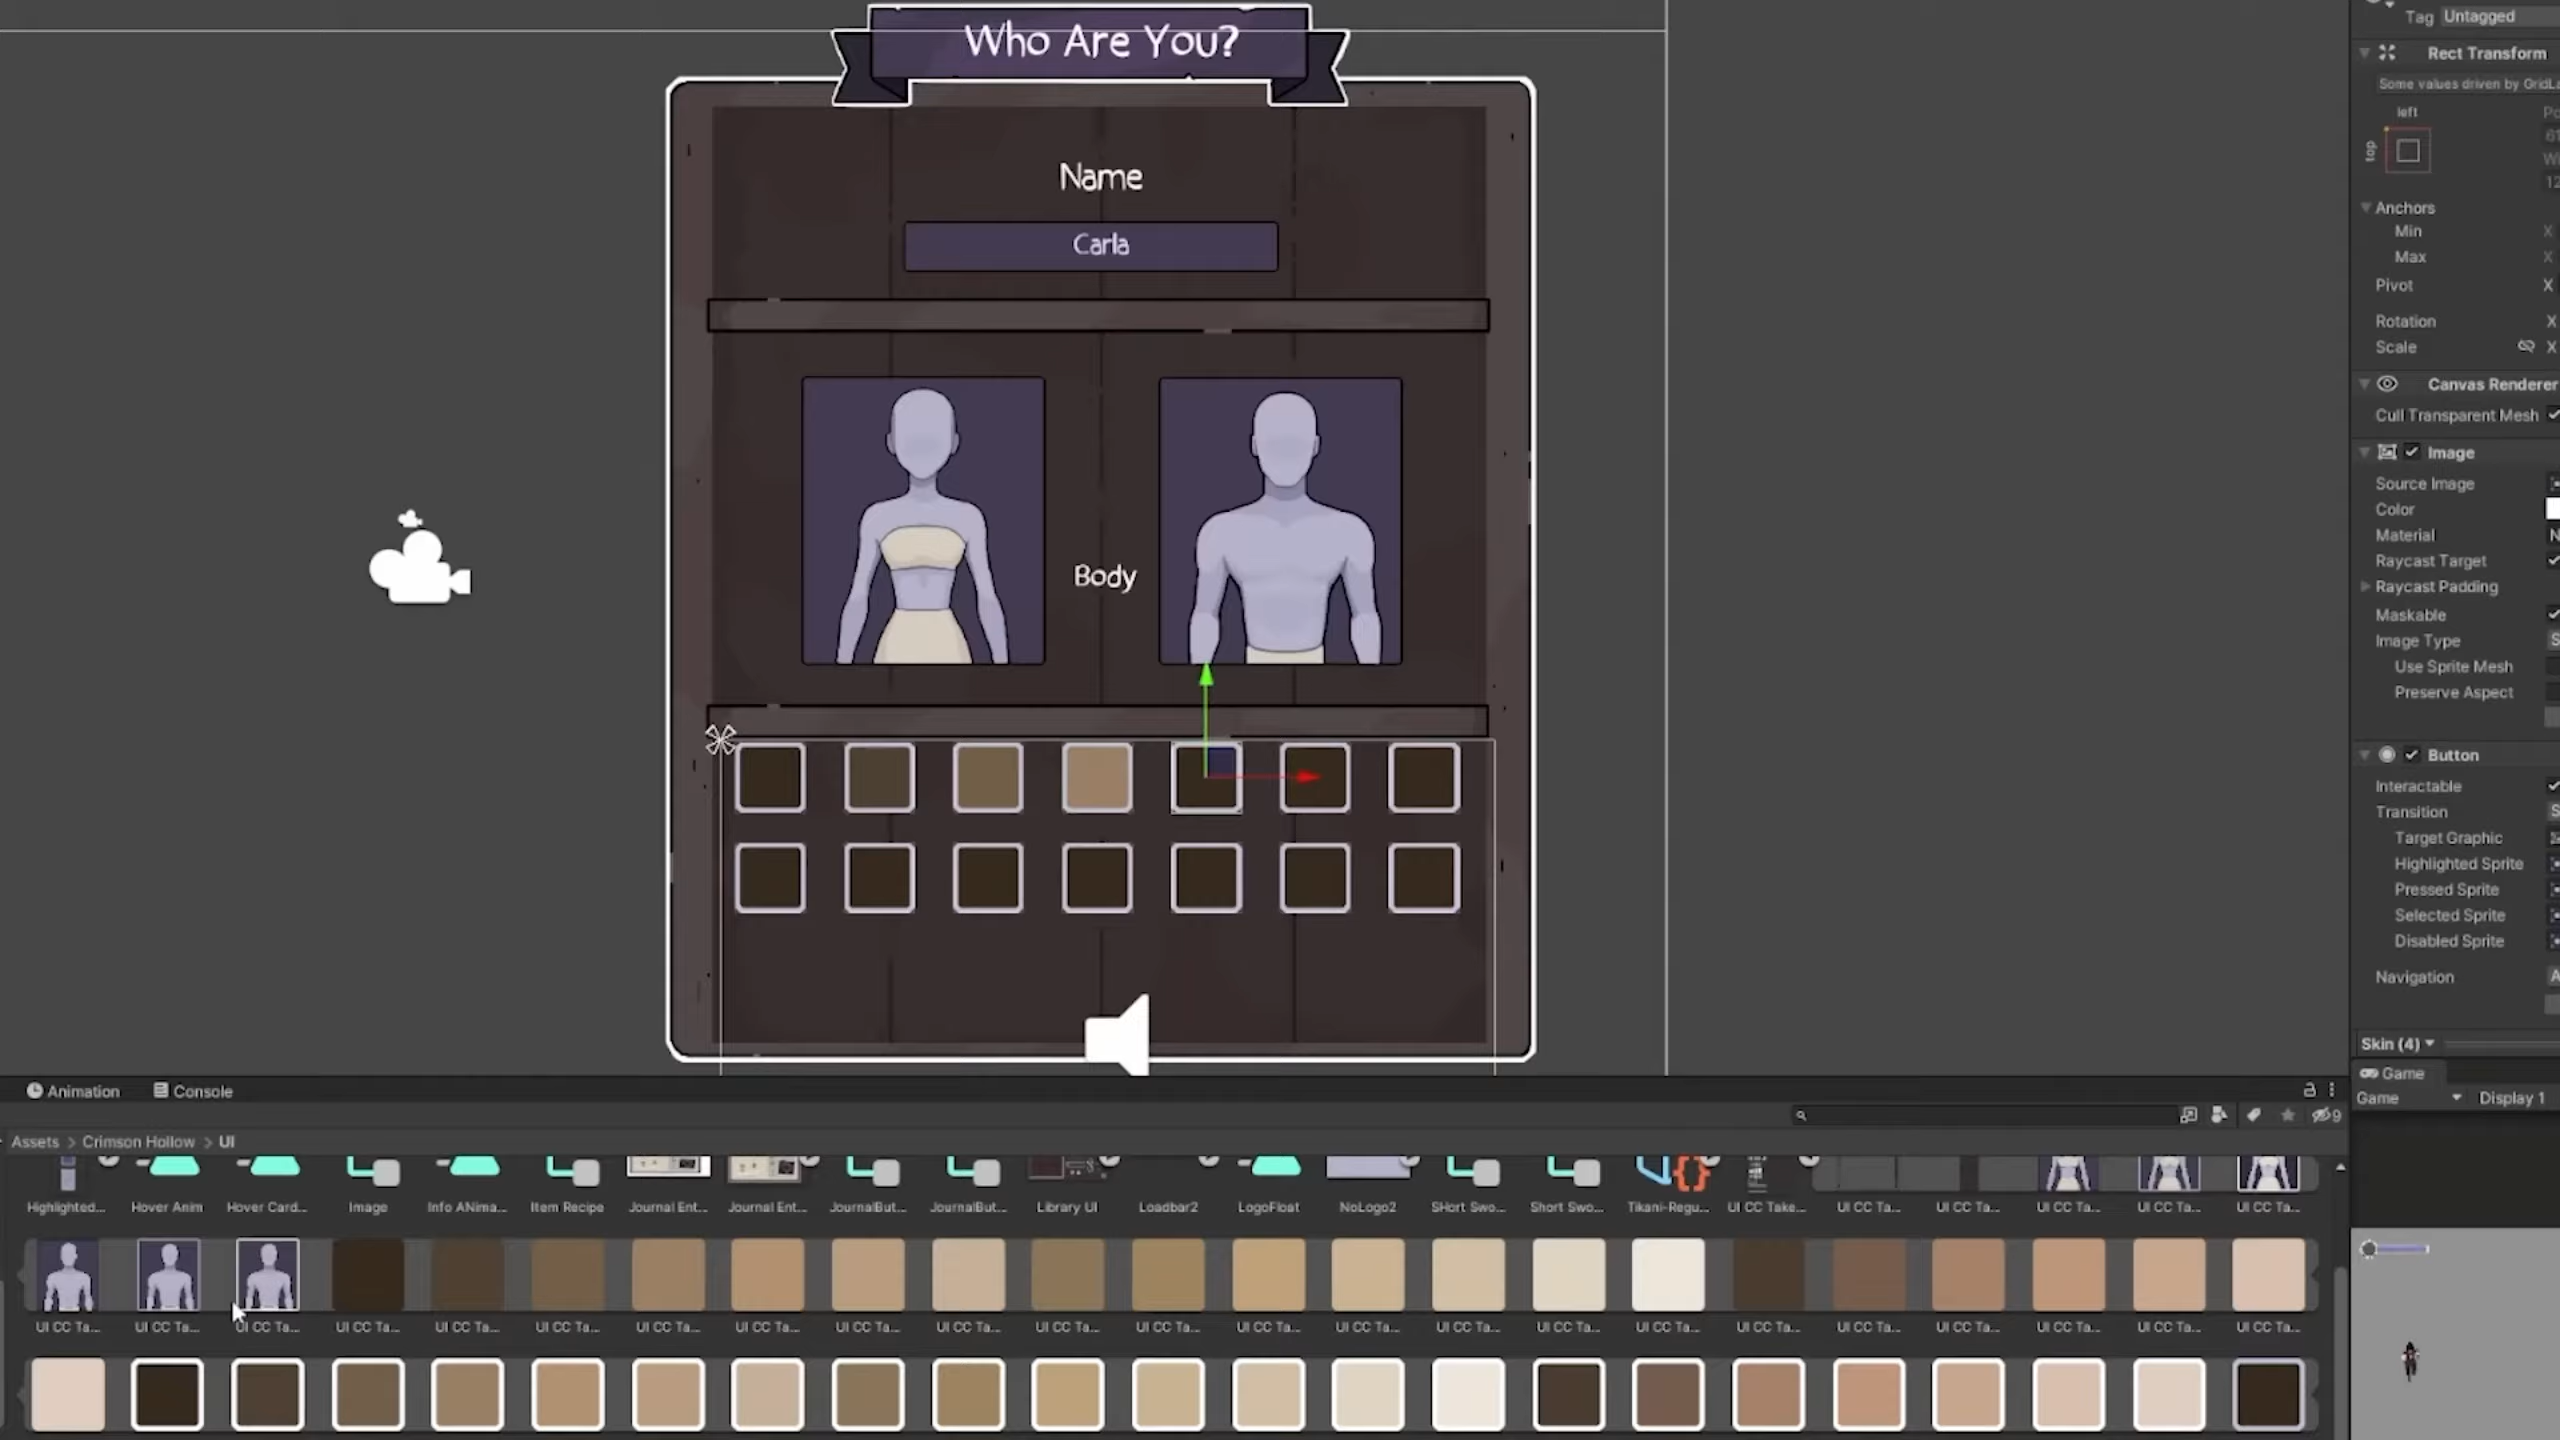 Who Are You?
Name
Carla
Body
Tag Untagged
Rect Transform
Some values driven by GridLa
left
top
Anchors
Min X
Max X
Pivot X
Rotation X
Scale X
Canvas Renderer
Cull Transparent Mesh
Image
Source Image
Color
Material N
Raycast Target
Raycast Padding
Maskable
Image Type S
Use Sprite Mesh
Preserve Aspect
Button
Interactable
Transition S
Target Graphic
Highlighted Sprite
Pressed Sprite
Selected Sprite
Disabled Sprite
Navigation A
Skin (4)
Game
Game Display 1
Animation Console
9
Assets > Crimson Hollow > UI
Highlighted... Hover Anim Hover Card... Image Info ANima... Item Recipe Journal Ent... Journal Ent... JournalBut... JournalBut... Library UI Loadbar2 LogoFloat NoLogo2 SHort Swo... Short Swo... Tikani-Regu... UI CC Take... UI CC Ta... UI CC Ta... UI CC Ta... UI CC Ta... UI CC Ta...
UI CC Ta... UI CC Ta... UI CC Ta... UI CC Ta... UI CC Ta... UI CC Ta... UI CC Ta... UI CC Ta... UI CC Ta... UI CC Ta... UI CC Ta... UI CC Ta... UI CC Ta... UI CC Ta... UI CC Ta... UI CC Ta... UI CC Ta... UI CC Ta... UI CC Ta... UI CC Ta... UI CC Ta... UI CC Ta... UI CC Ta...